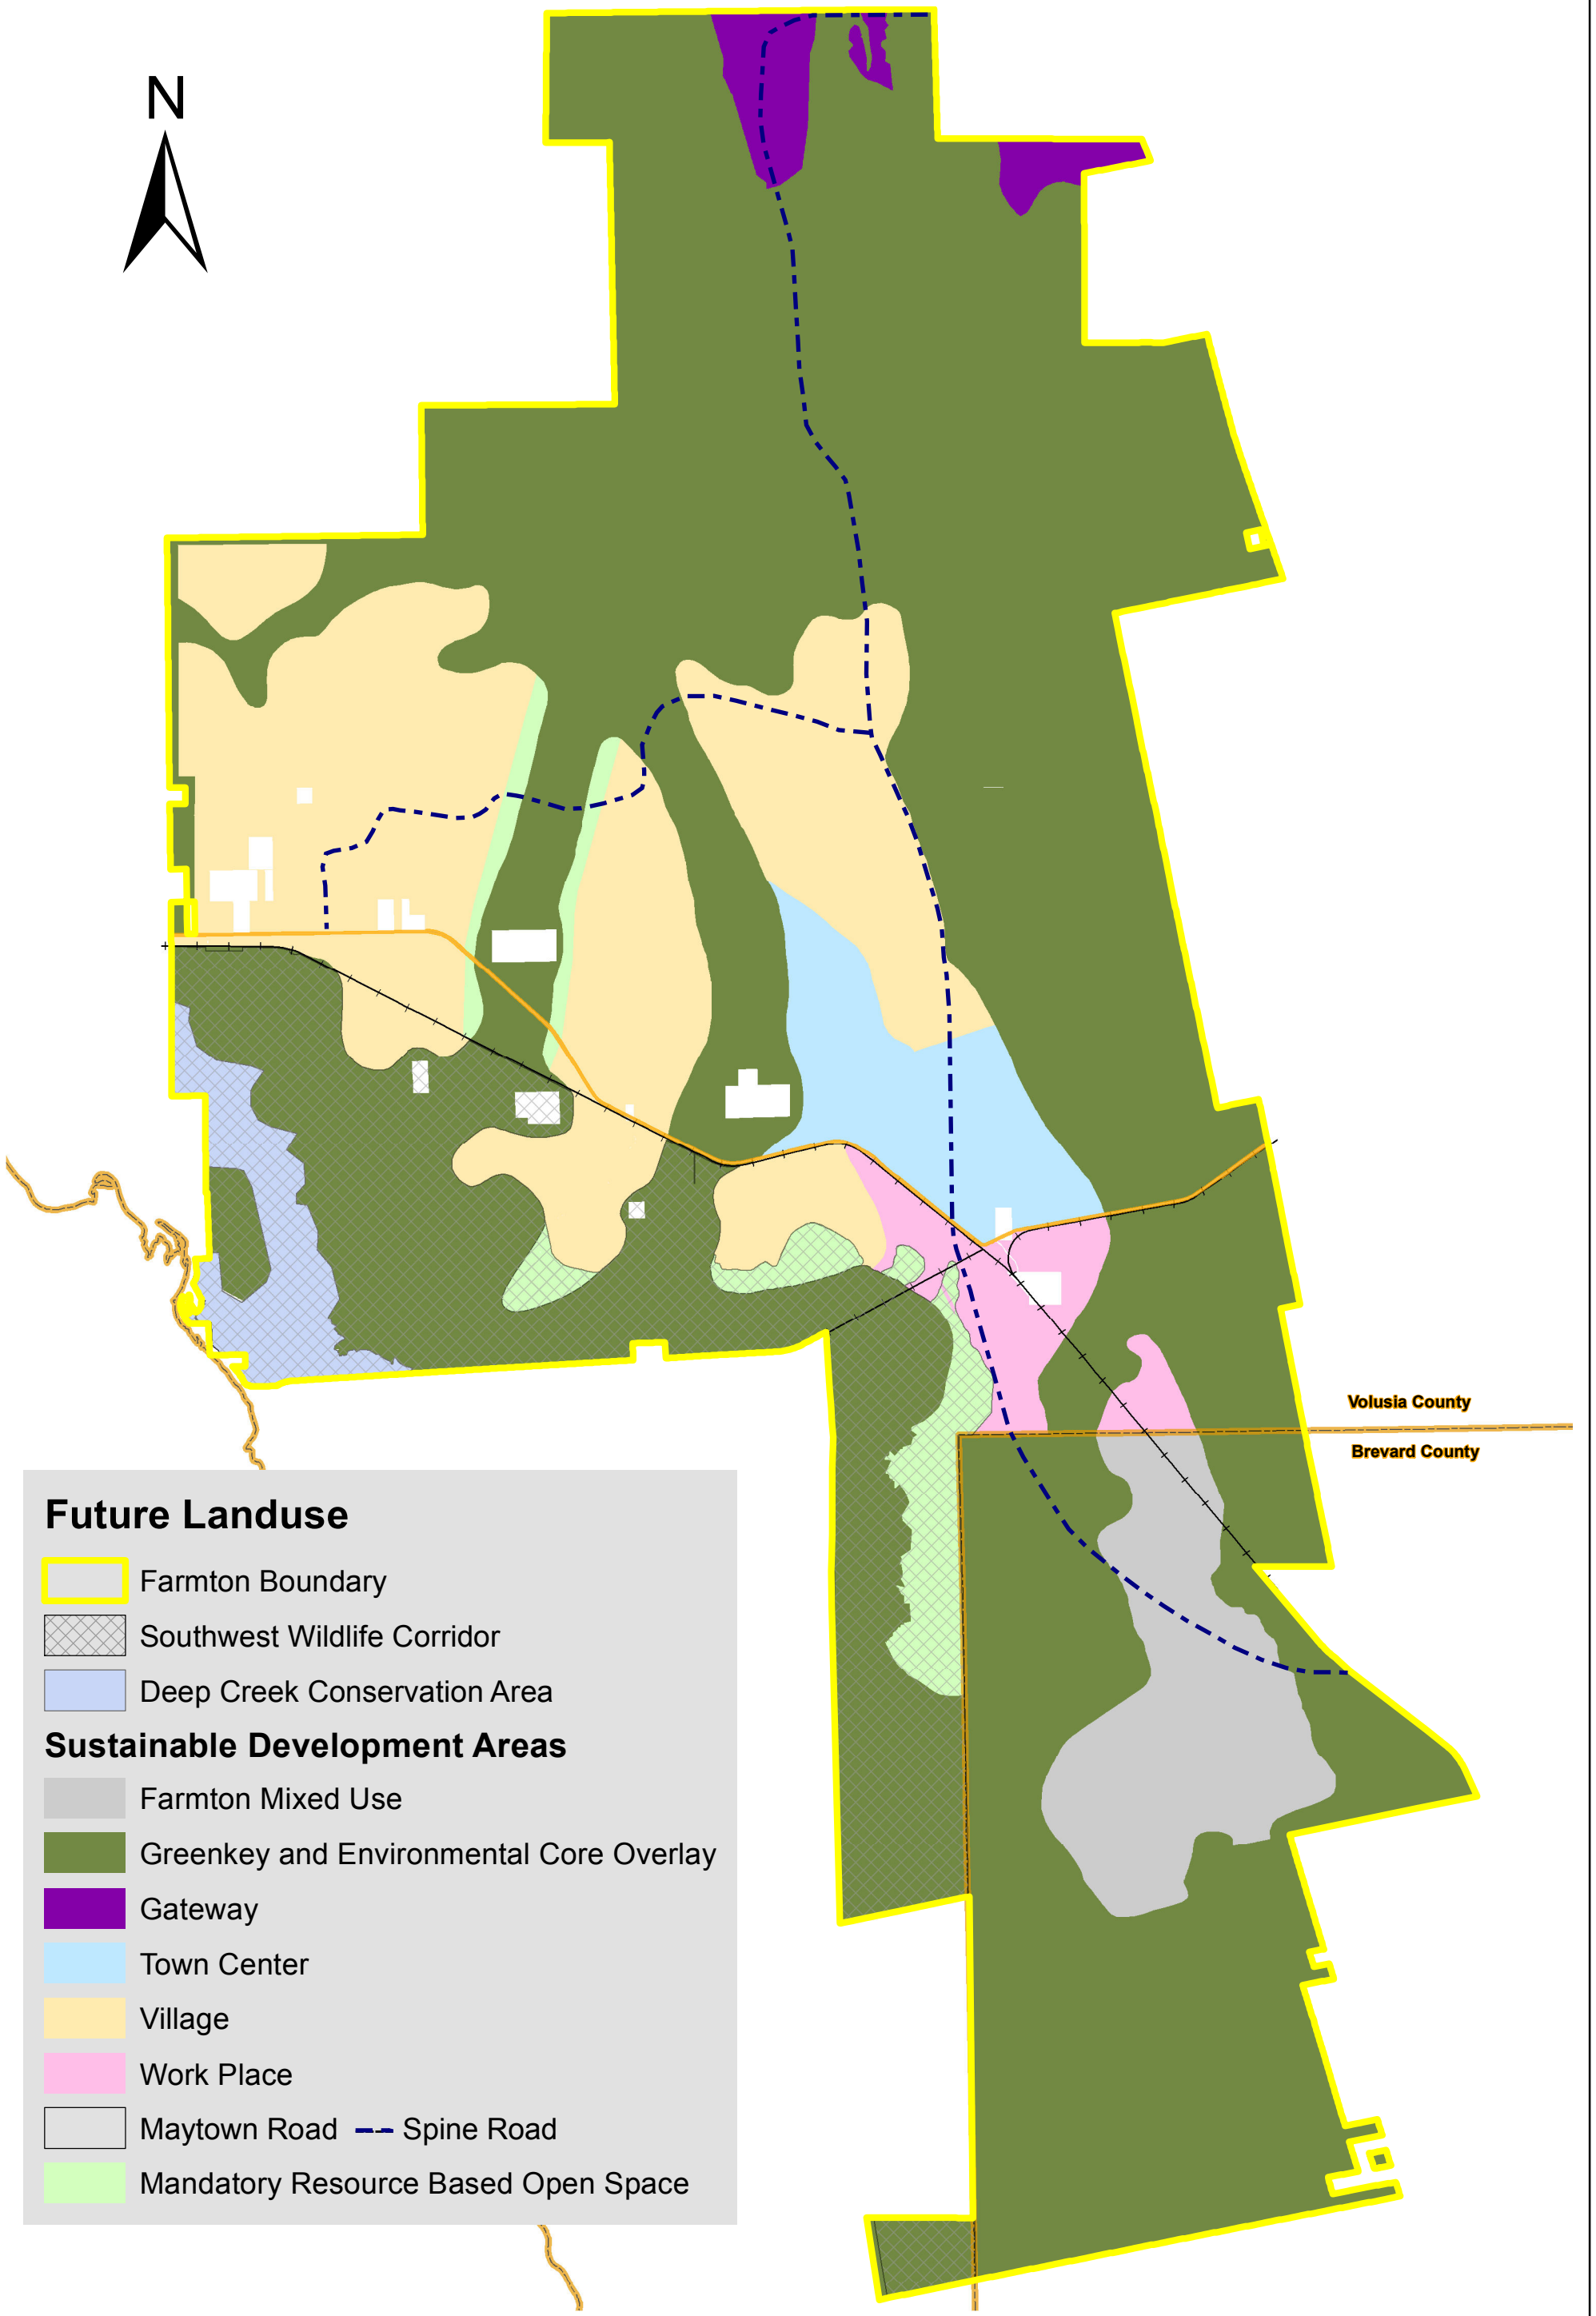 N
Volusia County
Brevard County
Future Landuse
Farmton Boundary
Southwest Wildlife Corridor
Deep Creek Conservation Area
Sustainable Development Areas
Farmton Mixed Use
Greenkey and Environmental Core Overlay
Gateway
Town Center
Village
Work Place
Maytown Road Spine Road
Mandatory Resource Based Open Space